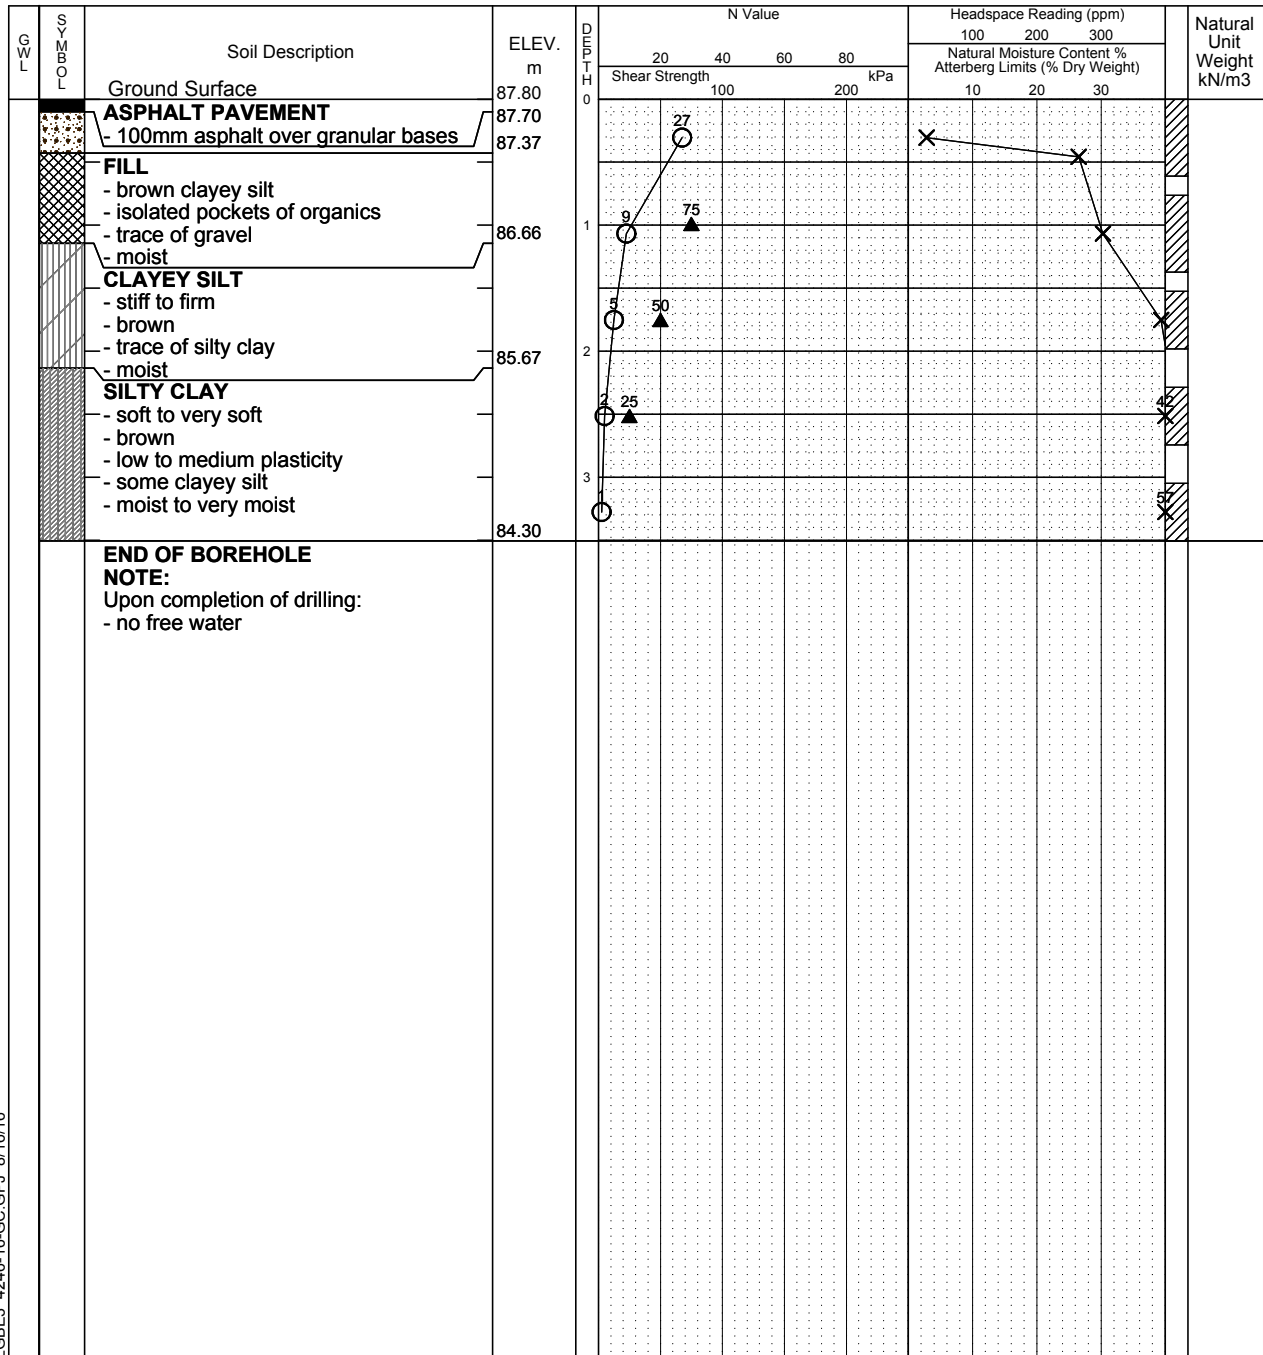 GWL
SYMBOL
Soil Description
Ground Surface
ELEV.
m
87.80
DEPTH
N Value
20 40 60 80
Shear Strength kPa
100 200
Headspace Reading (ppm)
100 200 300
Natural Moisture Content %
Atterberg Limits (% Dry Weight)
10 20 30
Natural
Unit
Weight
kN/m3
0
ASPHALT PAVEMENT
87.70
- 100mm asphalt over granular bases
87.37
27
FILL
- brown clayey silt
- isolated pockets of organics
- trace of gravel
86.66
- moist
9
75
1
CLAYEY SILT
- stiff to firm
- brown
- trace of silty clay
85.67
- moist
5
50
2
SILTY CLAY
- soft to very soft
- brown
- low to medium plasticity
- some clayey silt
- moist to very moist
84.30
2
25
42
3
1
57
END OF BOREHOLE
NOTE:
Upon completion of drilling:
- no free water